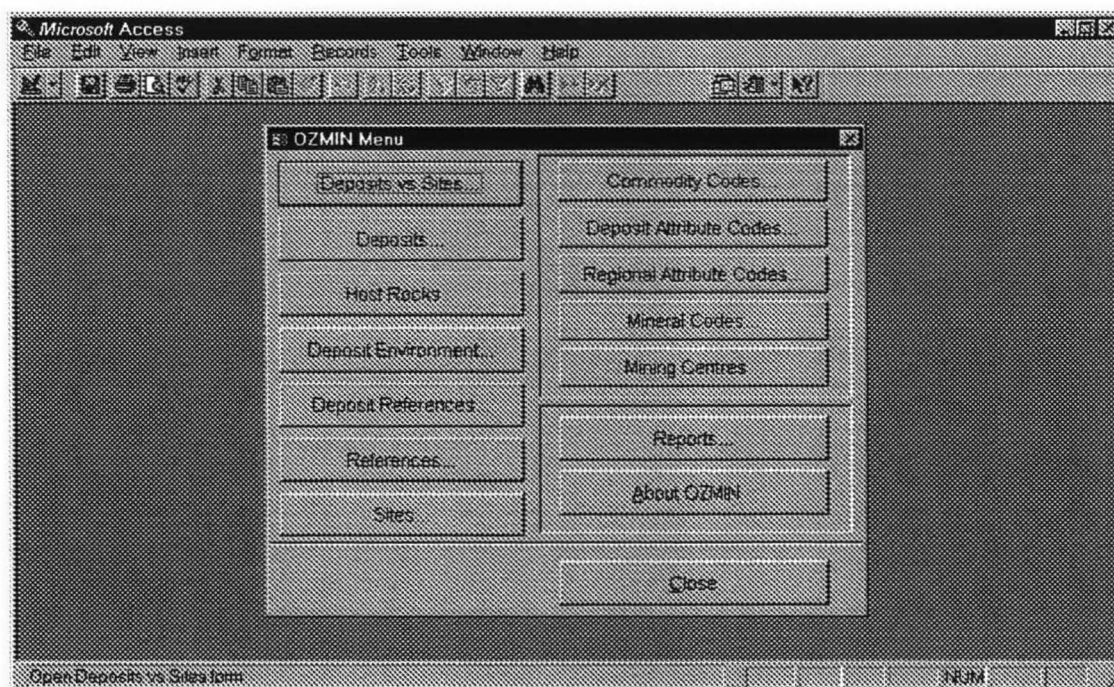 Microsoft Access
File Edit View Insert Format Records Tools Window Help
OZMIN Menu
Deposits vs Sites...
Deposits...
Host Rocks
Deposit Environment...
Deposit References...
References...
Sites
Commodity Codes...
Deposit Attribute Codes...
Regional Attribute Codes
Mineral Codes...
Mining Centres
Reports...
About OZMIN
Close
Open Deposits vs Sites form
NUM